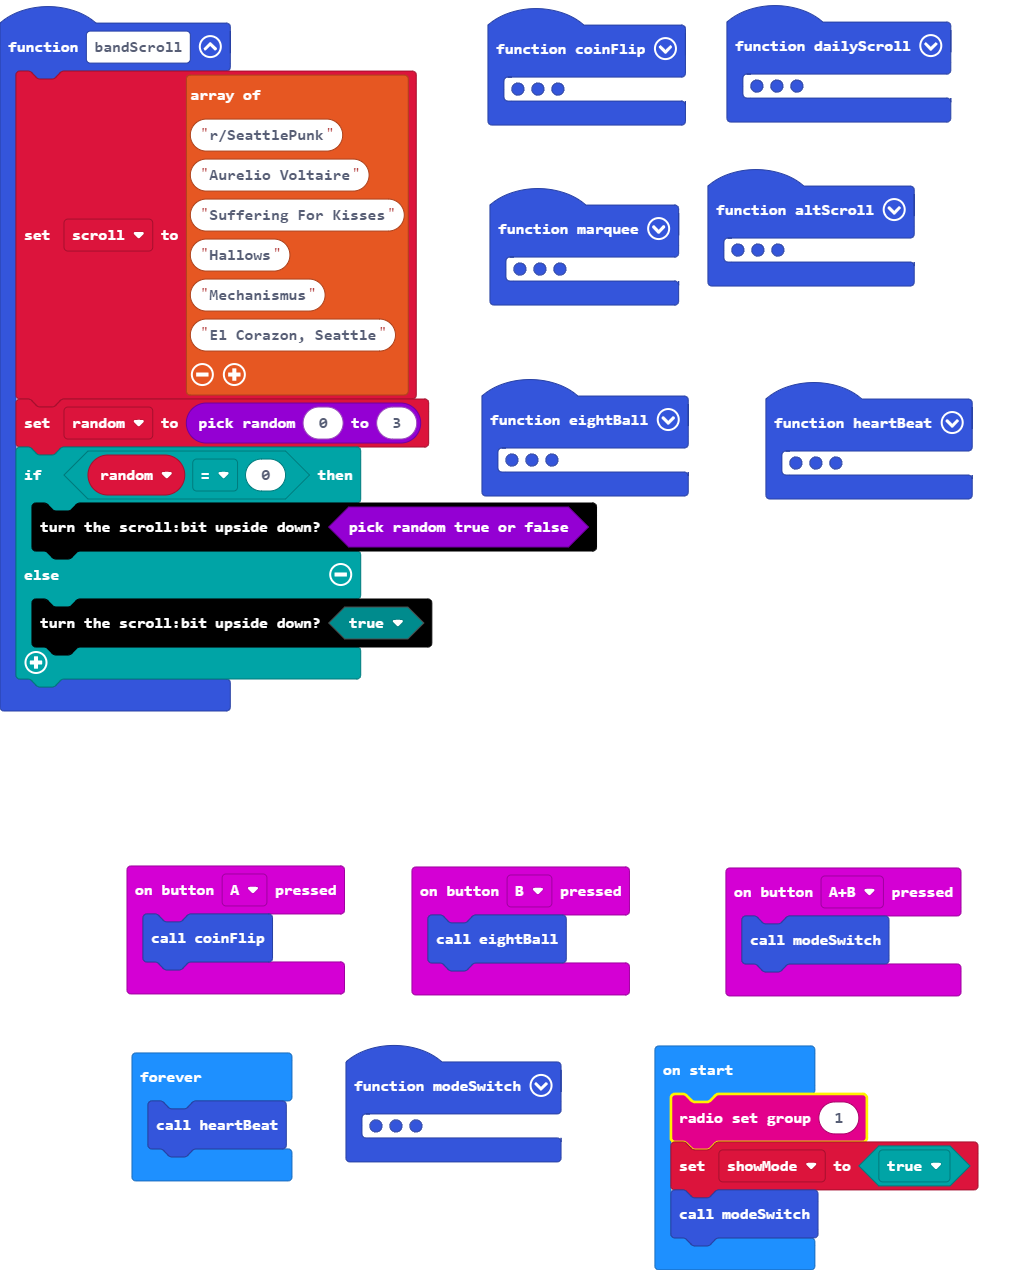 function bandScroll
array of
"r/SeattlePunk"
"Aurelio Voltaire"
"Suffering For Kisses"
set scroll to
"Hallows"
"Mechanismus"
"El Corazon, Seattle"
set random to pick random 0 to 3
if random = 0 then
turn the scroll:bit upside down? pick random true or false
else
turn the scroll:bit upside down? true
function coinFlip
function dailyScroll
function marquee
function altScroll
function eightBall
function heartBeat
on button A pressed
call coinFlip
on button B pressed
call eightBall
on button A+B pressed
call modeSwitch
forever
call heartBeat
function modeSwitch
on start
radio set group 1
set showMode to true
call modeSwitch